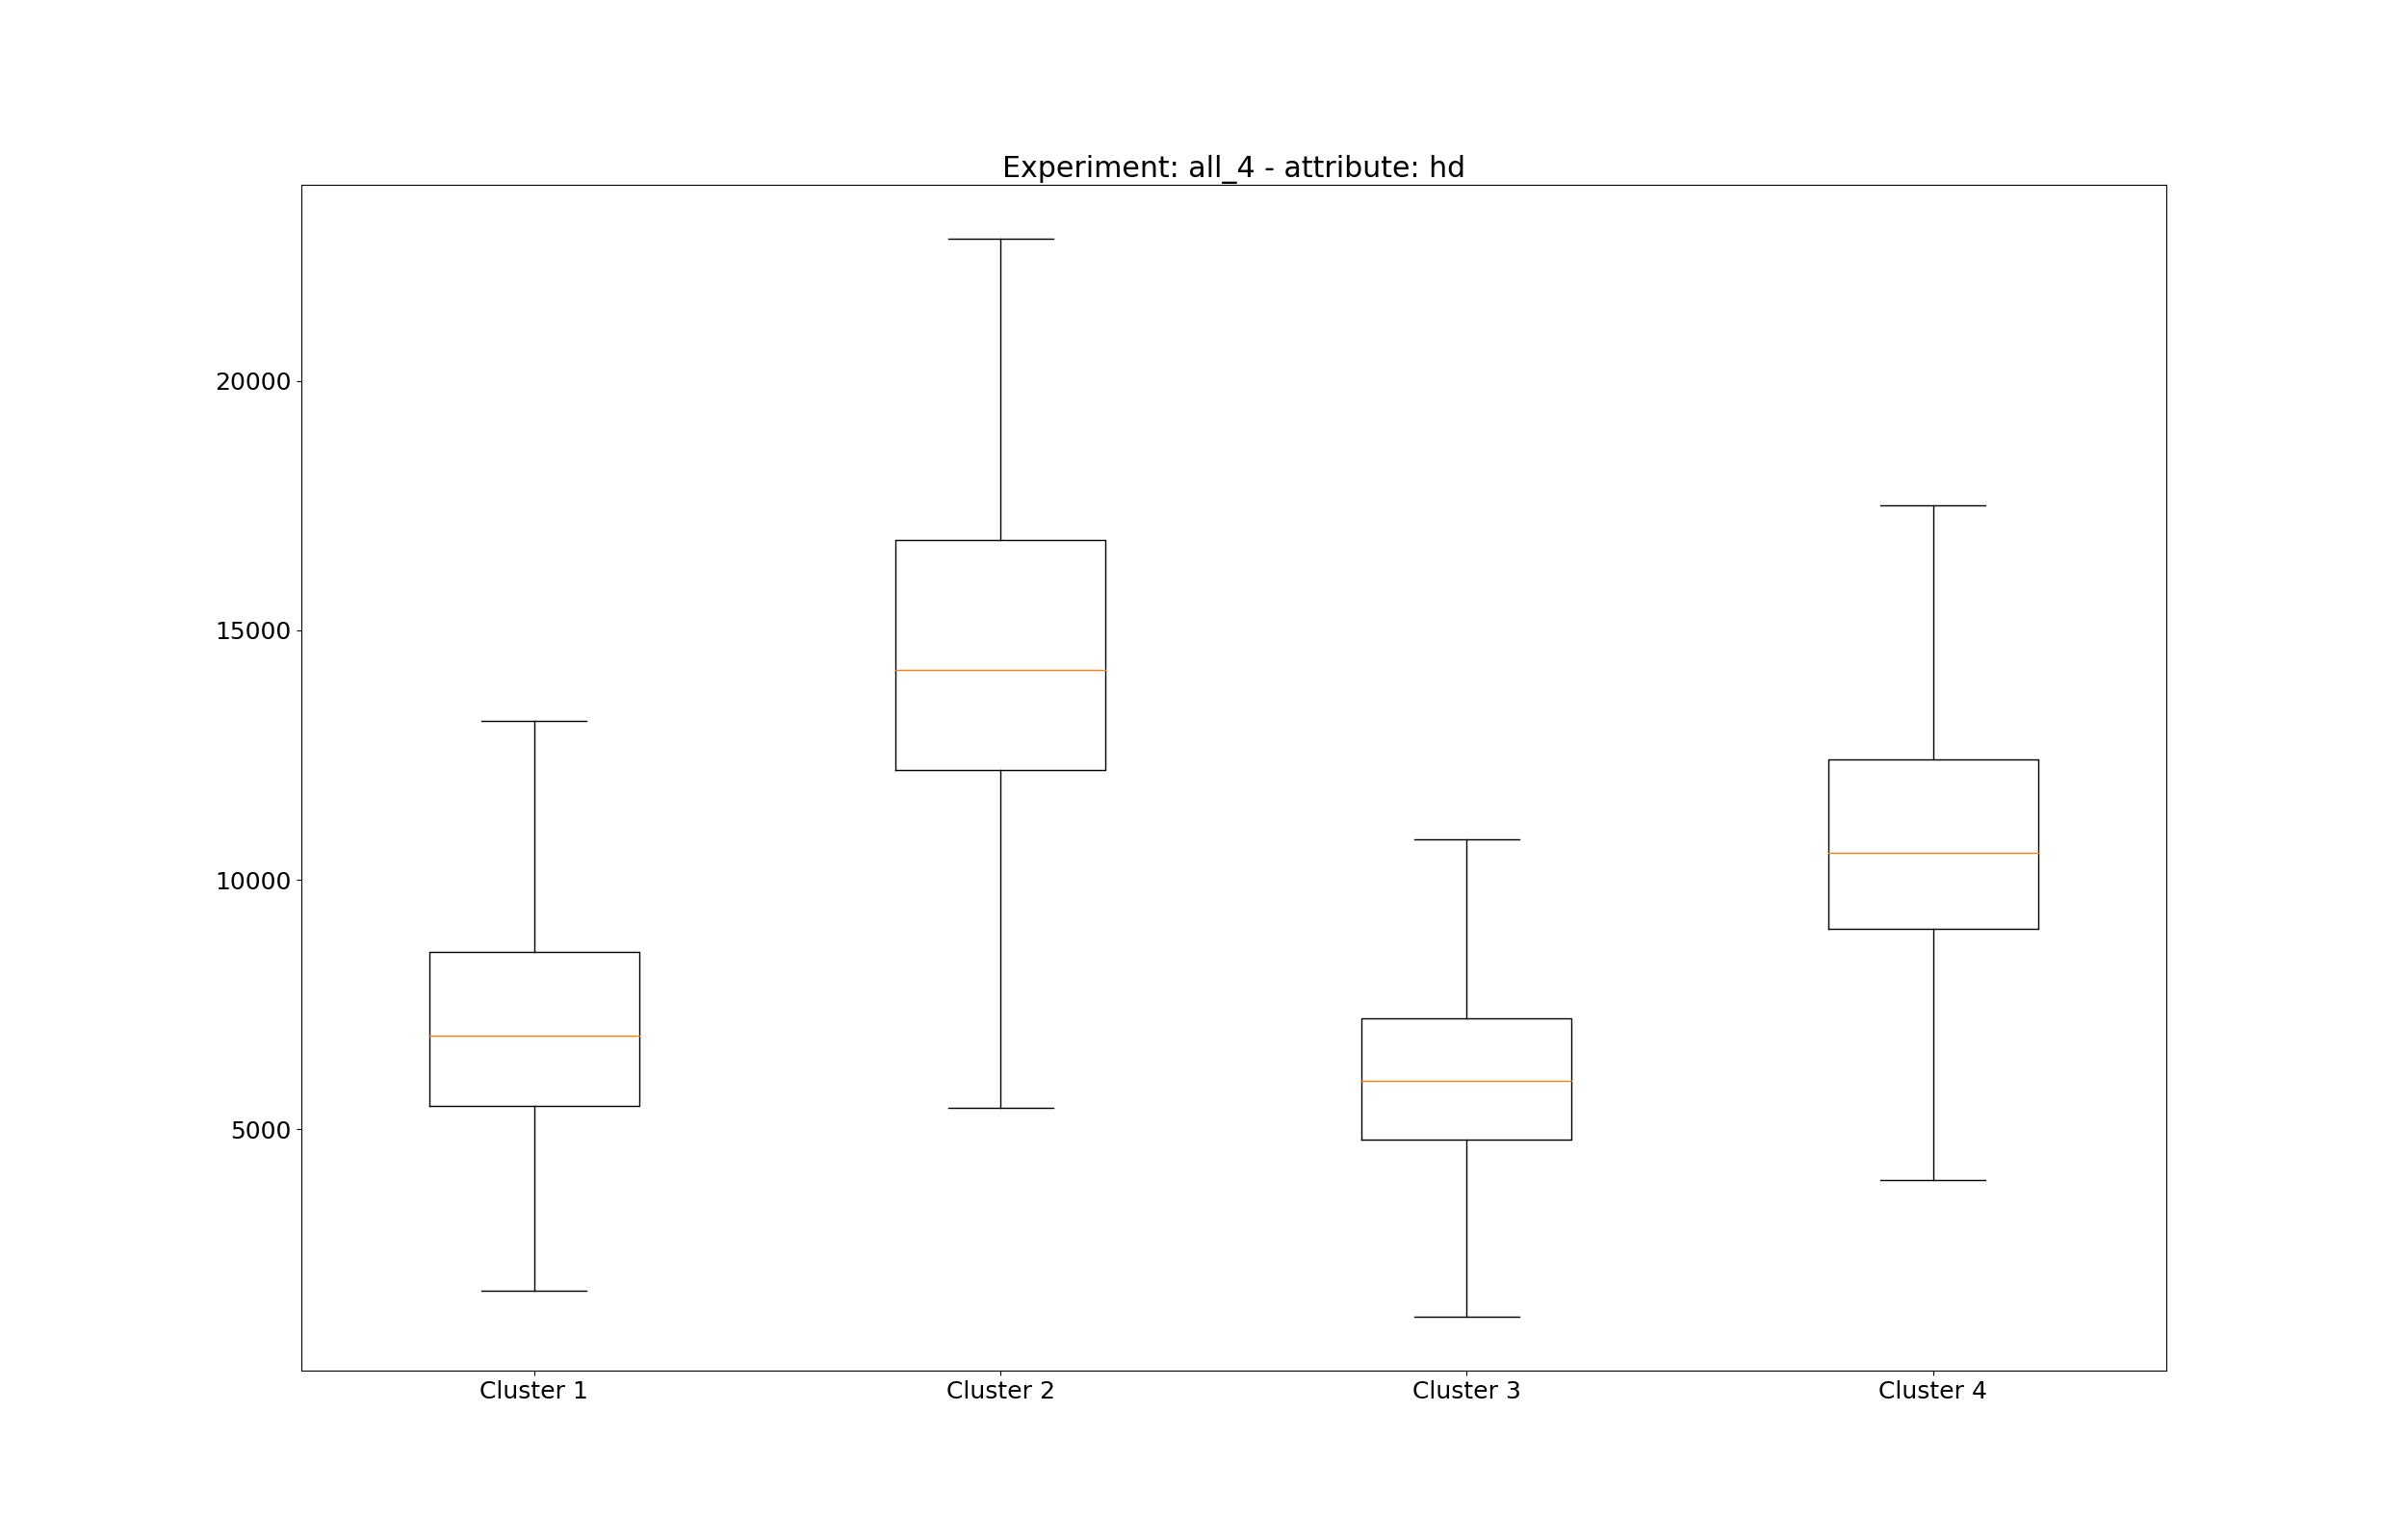 Experiment: all_4 - attribute: hd
20000
15000
10000
5000
Cluster 1
Cluster 2
Cluster 3
Cluster 4